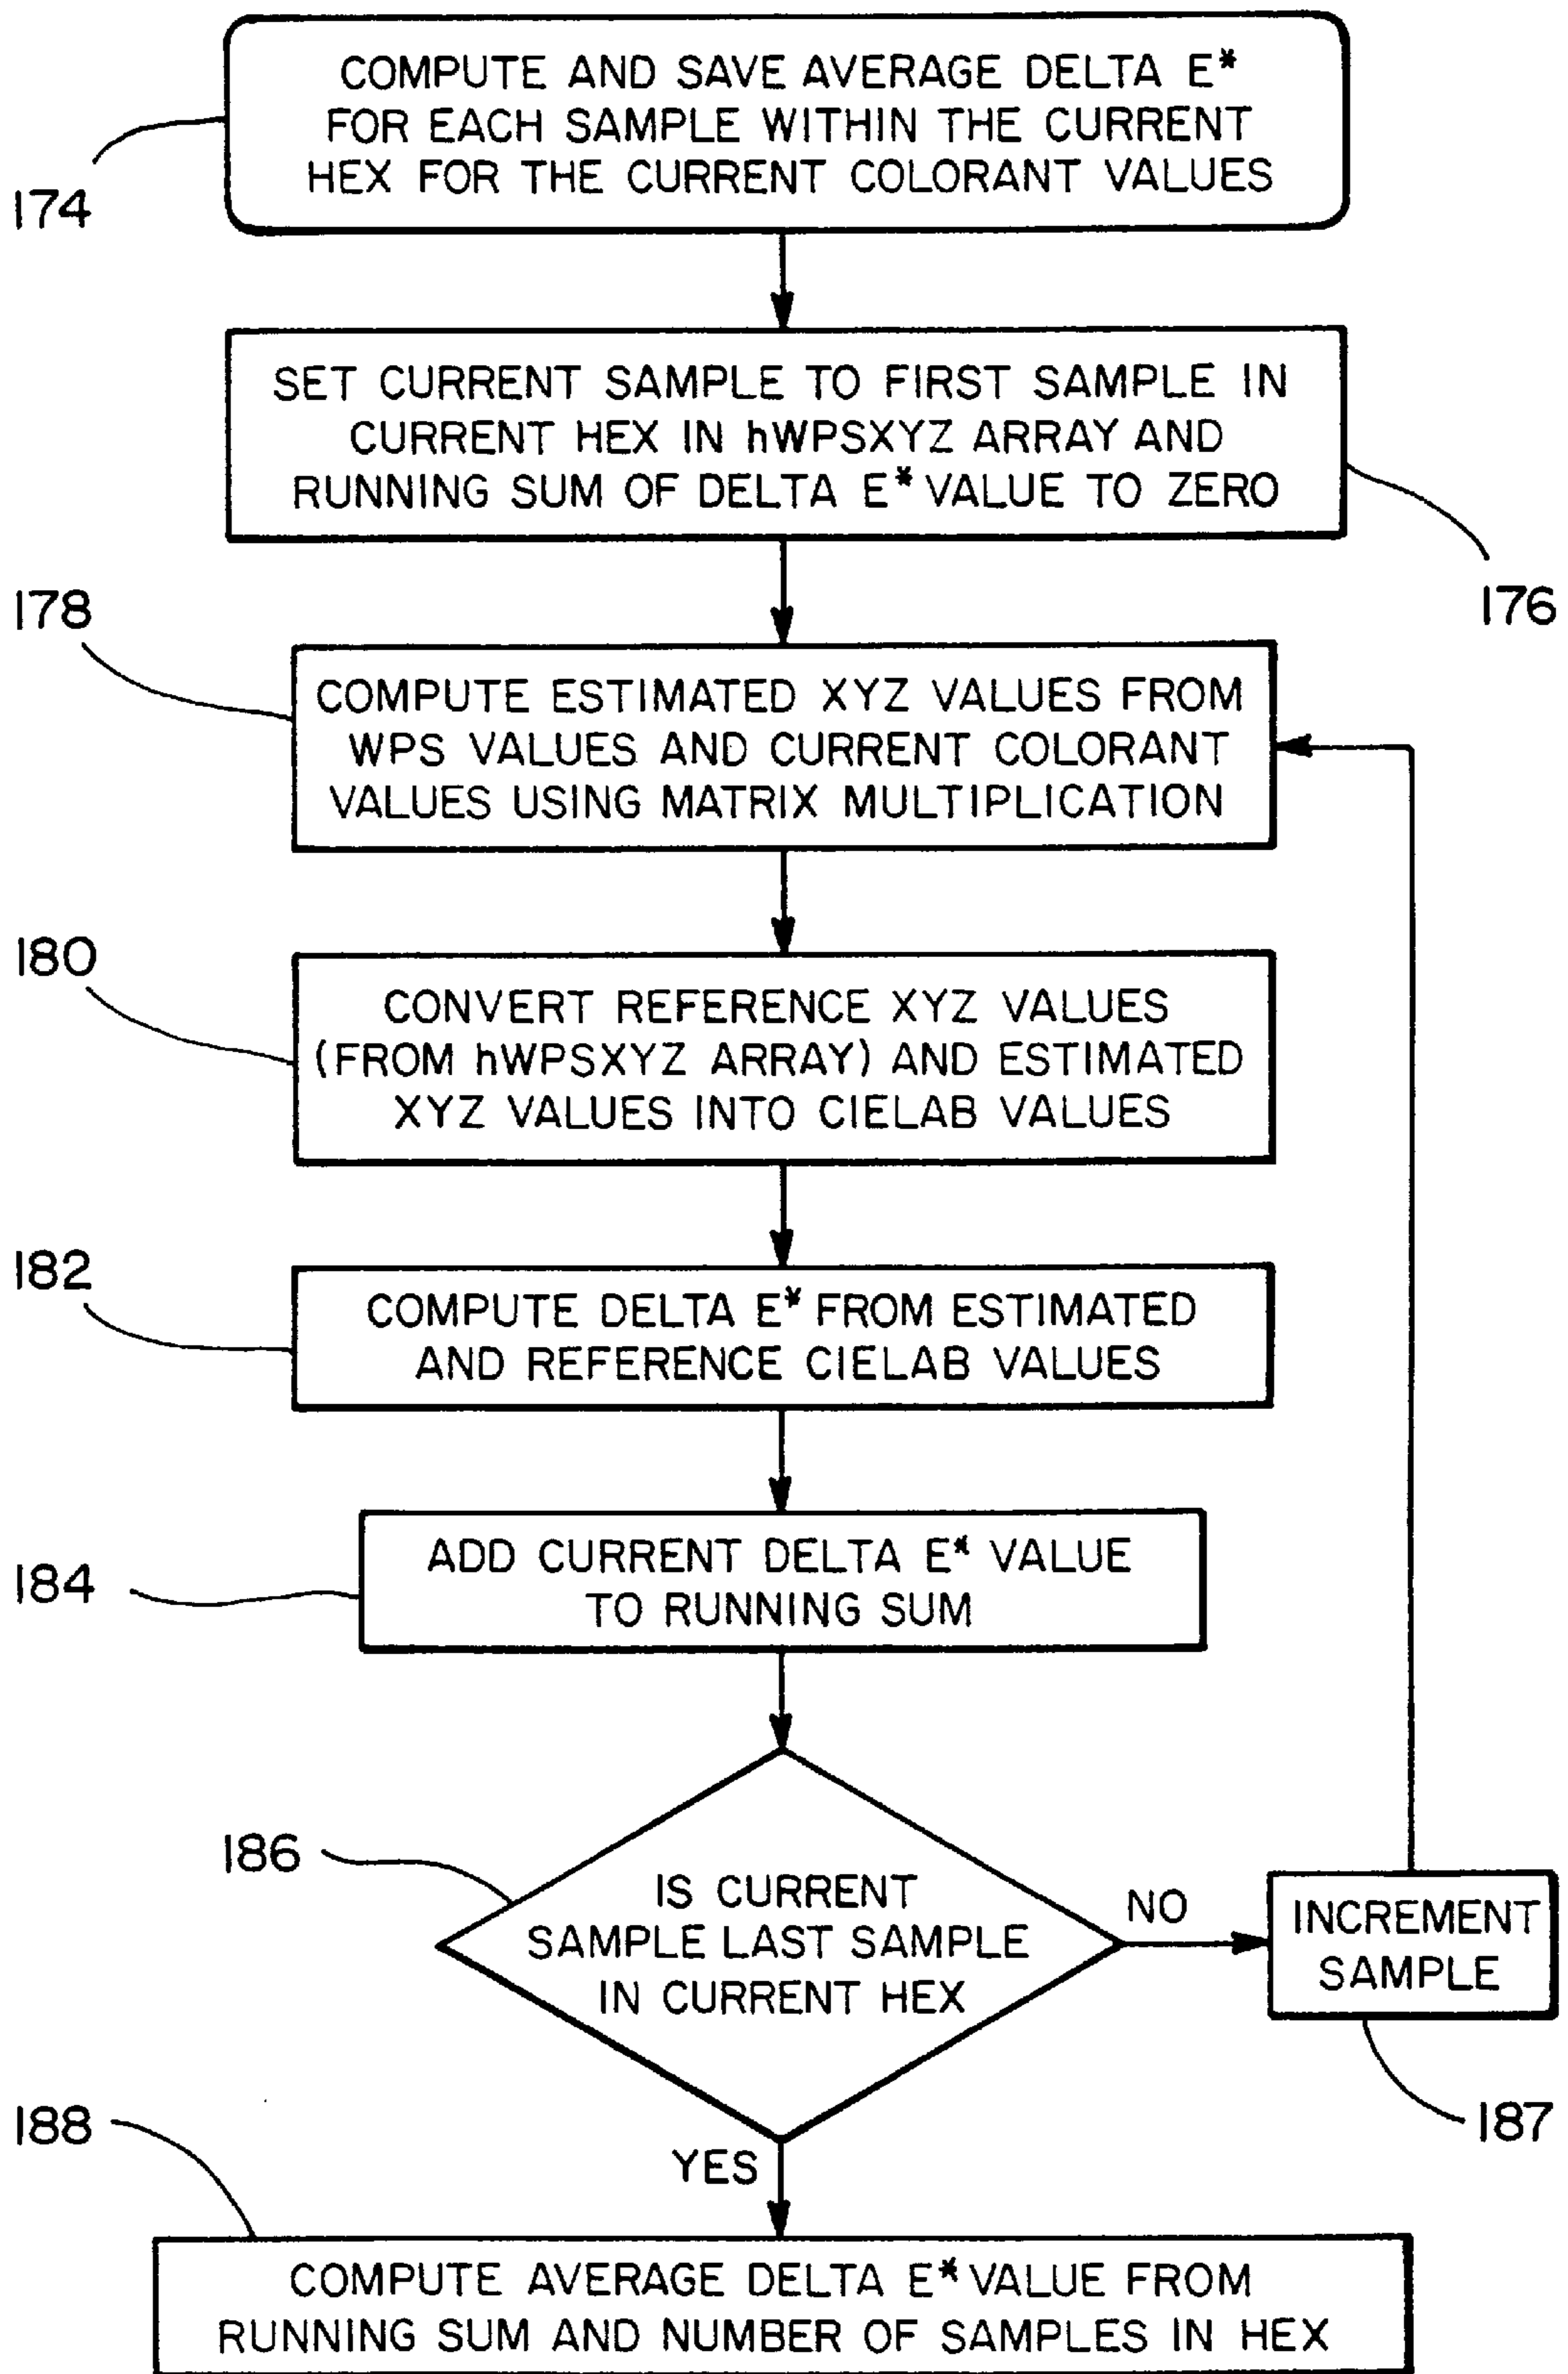 COMPUTE AND SAVE AVERAGE DELTA E*
FOR EACH SAMPLE WITHIN THE CURRENT
HEX FOR THE CURRENT COLORANT VALUES
174
SET CURRENT SAMPLE TO FIRST SAMPLE IN
CURRENT HEX IN hWPSXYZ ARRAY AND
RUNNING SUM OF DELTA E* VALUE TO ZERO
176
178
COMPUTE ESTIMATED XYZ VALUES FROM
WPS VALUES AND CURRENT COLORANT
VALUES USING MATRIX MULTIPLICATION
180
CONVERT REFERENCE XYZ VALUES
(FROM hWPSXYZ ARRAY) AND ESTIMATED
XYZ VALUES INTO CIELAB VALUES
182
COMPUTE DELTA E* FROM ESTIMATED
AND REFERENCE CIELAB VALUES
184
ADD CURRENT DELTA E* VALUE
TO RUNNING SUM
186
IS CURRENT
SAMPLE LAST SAMPLE
IN CURRENT HEX
NO
INCREMENT
SAMPLE
187
YES
188
COMPUTE AVERAGE DELTA E* VALUE FROM
RUNNING SUM AND NUMBER OF SAMPLES IN HEX